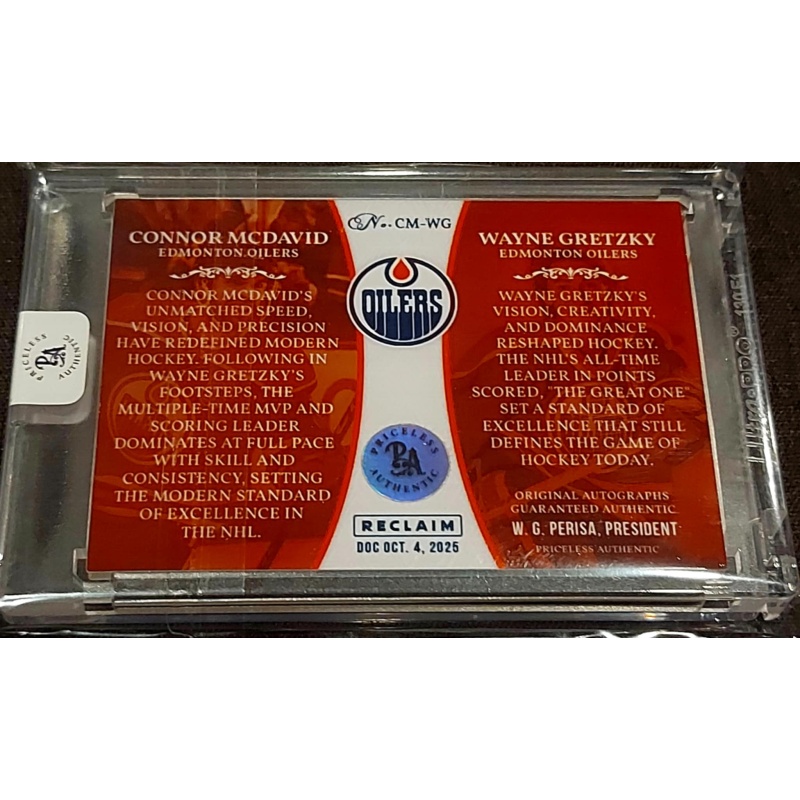 No. CM-WG
CONNOR MCDAVID
EDMONTON OILERS
CONNOR MCDAVID'S
UNMATCHED SPEED,
VISION, AND PRECISION
HAVE REDEFINED MODERN
HOCKEY. FOLLOWING IN
WAYNE GRETZKY'S
FOOTSTEPS, THE
MULTIPLE-TIME MVP AND
SCORING LEADER
DOMINATES AT FULL PACE
WITH SKILL AND
CONSISTENCY, SETTING
THE MODERN STANDARD
OF EXCELLENCE IN
THE NHL.
OILERS
PRICELESS
PA
AUTHENTIC
RECLAIM
DOC OCT. 4, 2025
WAYNE GRETZKY
EDMONTON OILERS
WAYNE GRETZKY'S
VISION, CREATIVITY,
AND DOMINANCE
RESHAPED HOCKEY.
THE NHL'S ALL-TIME
LEADER IN POINTS
SCORED, "THE GREAT ONE"
SET A STANDARD OF
EXCELLENCE THAT STILL
DEFINES THE GAME OF
HOCKEY TODAY.
ORIGINAL AUTOGRAPHS
GUARANTEED AUTHENTIC.
W. G. PERISA, PRESIDENT
PRICELESS AUTHENTIC
PRICELESS
PA
AUTHENTIC